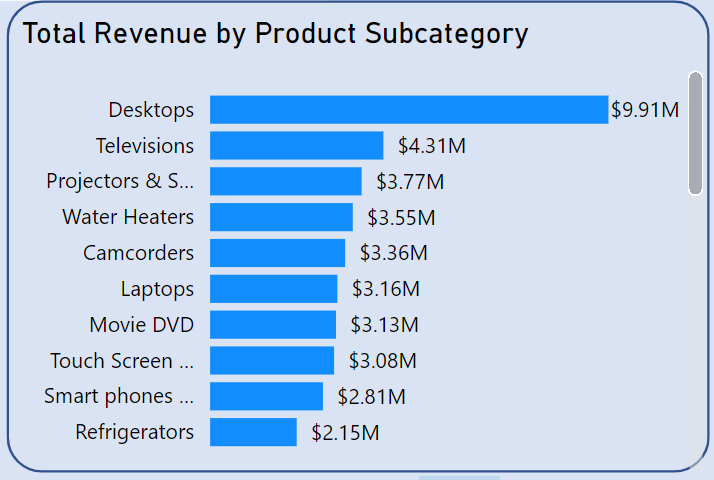 Total Revenue by Product Subcategory
Desktops $9.91M
Televisions $4.31M
Projectors & S... $3.77M
Water Heaters $3.55M
Camcorders $3.36M
Laptops $3.16M
Movie DVD $3.13M
Touch Screen ... $3.08M
Smart phones ... $2.81M
Refrigerators $2.15M